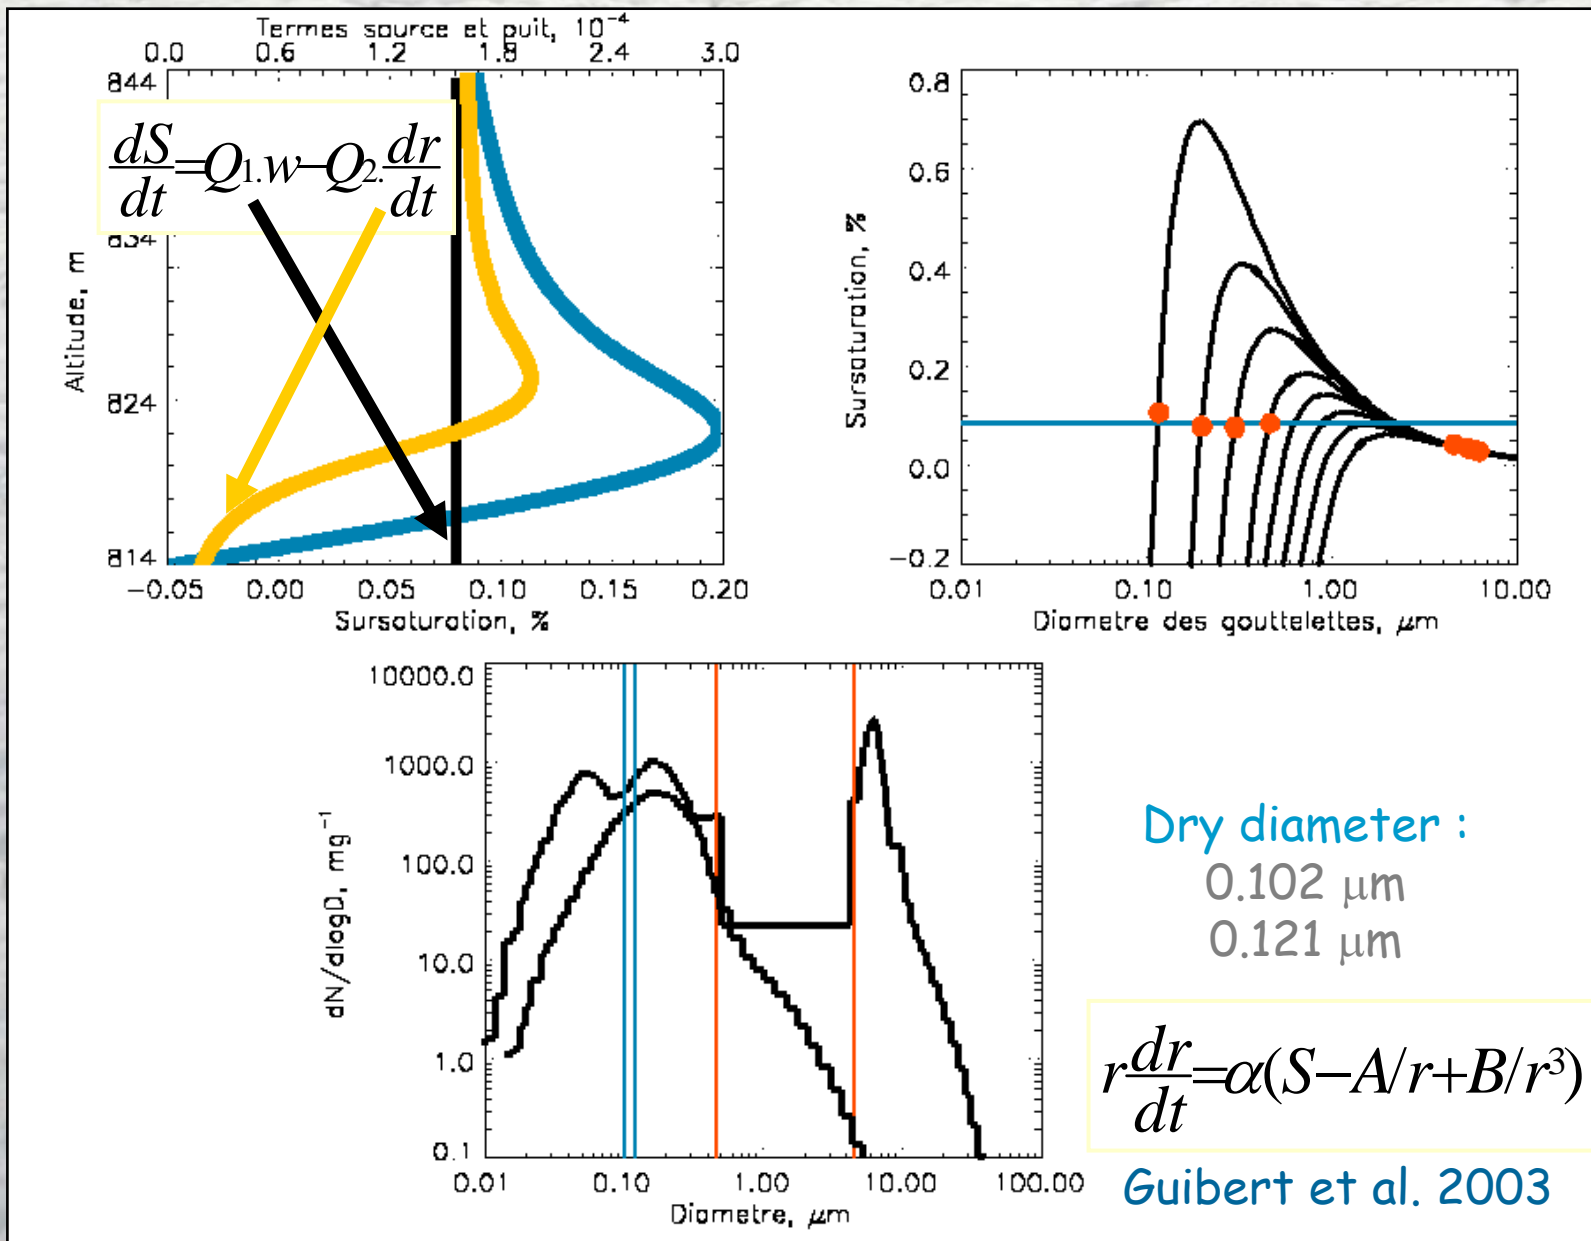 Termes source et puit, 10⁻⁴
0.0 0.6 1.2 1.8 2.4 3.0
844
834
824
814
Altitude, m
dS/dt=Q1.w−Q2.dr/dt
−0.05 0.00 0.05 0.10 0.15 0.20
Sursaturation, %
0.8
0.6
0.4
0.2
0.0
−0.2
Sursaturation, %
0.01 0.10 1.00 10.00
Diametre des gouttelettes, μm
10000.0
1000.0
100.0
10.0
1.0
0.1
dN/dlogD, mg⁻¹
0.01 0.10 1.00 10.00 100.00
Diametre, μm
Dry diameter :
0.102 μm
0.121 μm
r dr/dt=α(S−A/r+B/r³)
Guibert et al. 2003